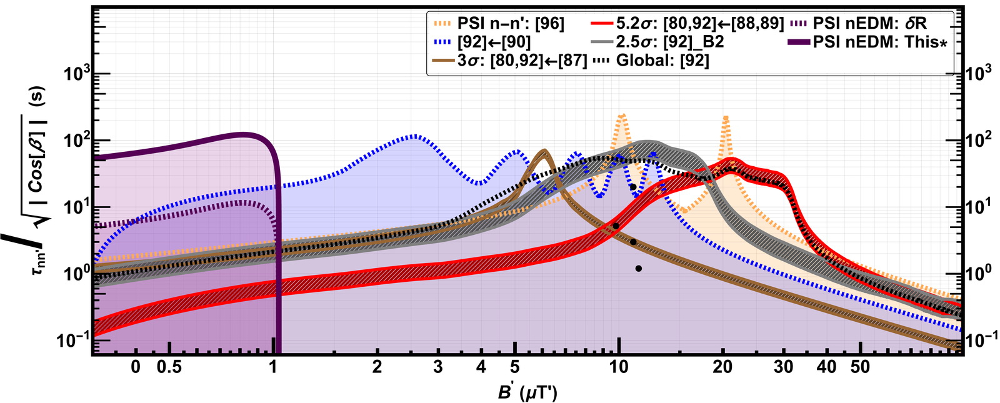 PSI n−n': [96]
[92]←[90]
3σ: [80,92]←[87]
5.2σ: [80,92]←[88,89]
2.5σ: [92]_B2
Global: [92]
PSI nEDM: δR
PSI nEDM: This*
τnn' / √| Cos[β] | (s)
10³
10²
10¹
10⁰
10⁻¹
10³
10²
10¹
10⁰
10⁻¹
0 0.5 1 2 3 4 5 10 20 30 40 50
B' (μT')